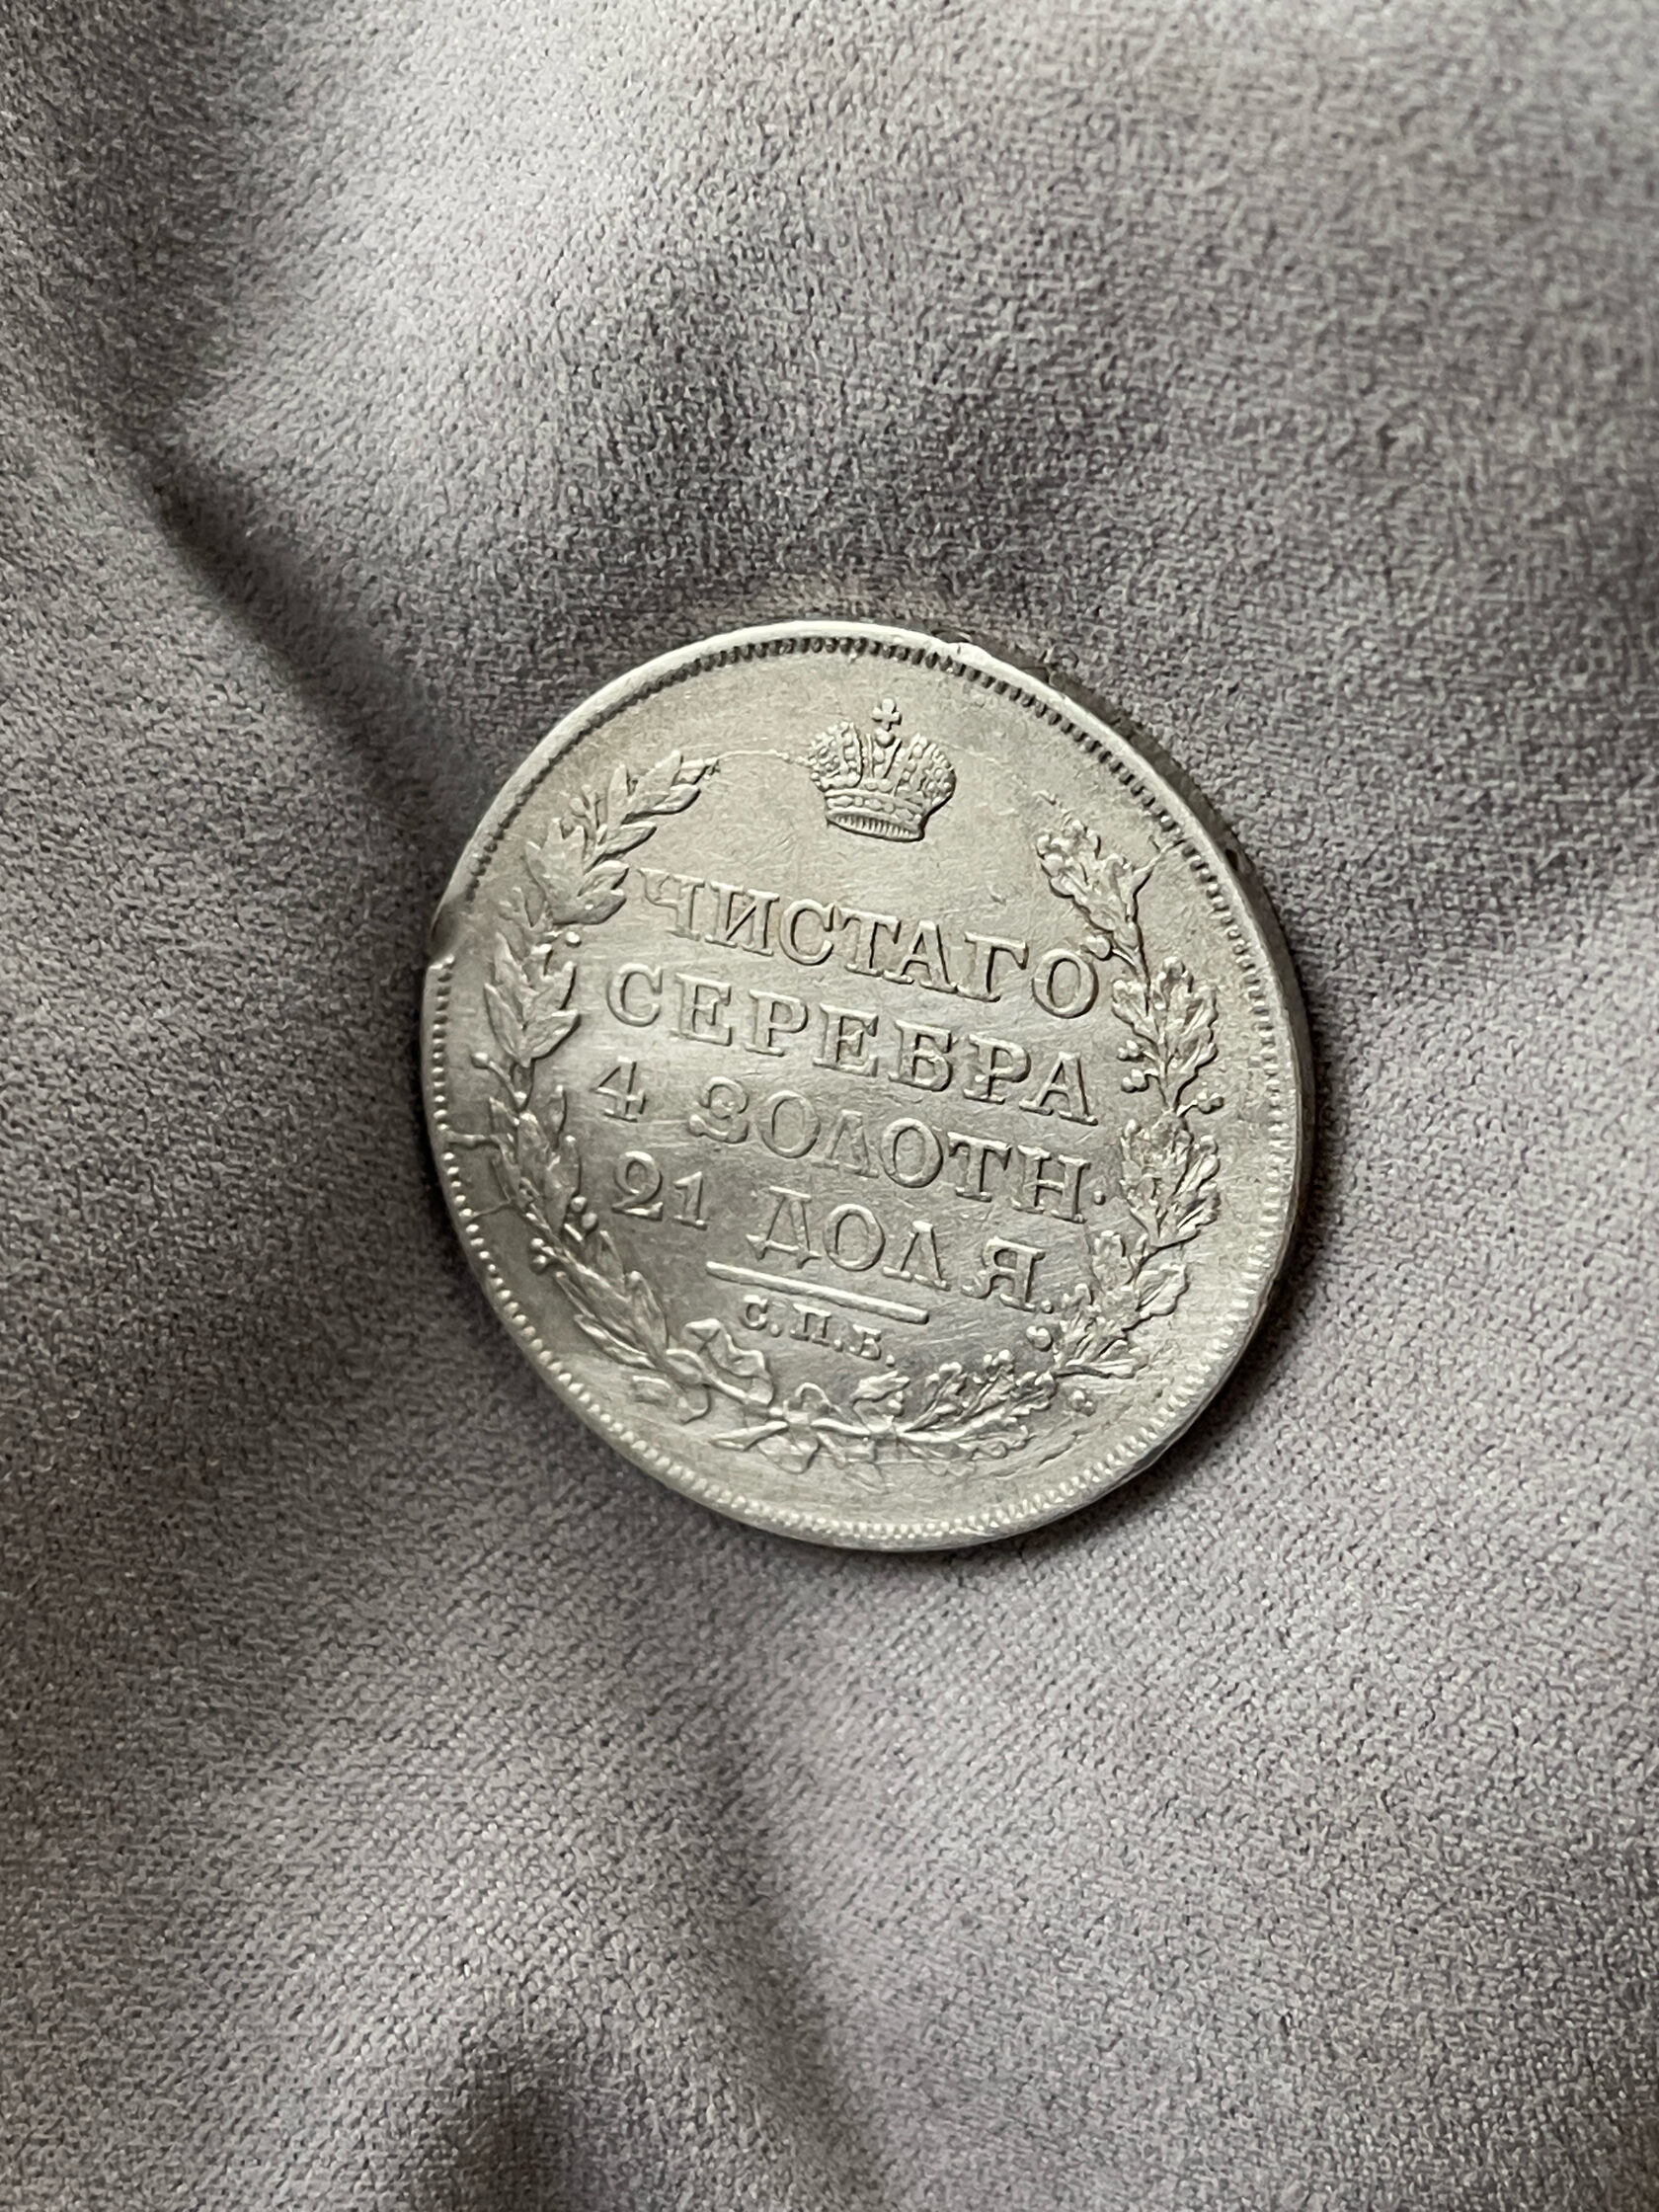 ЧИСТАГО
СЕРЕБРА
4 ЗОЛОТН.
21 ДОЛЯ.
С.П.Б.